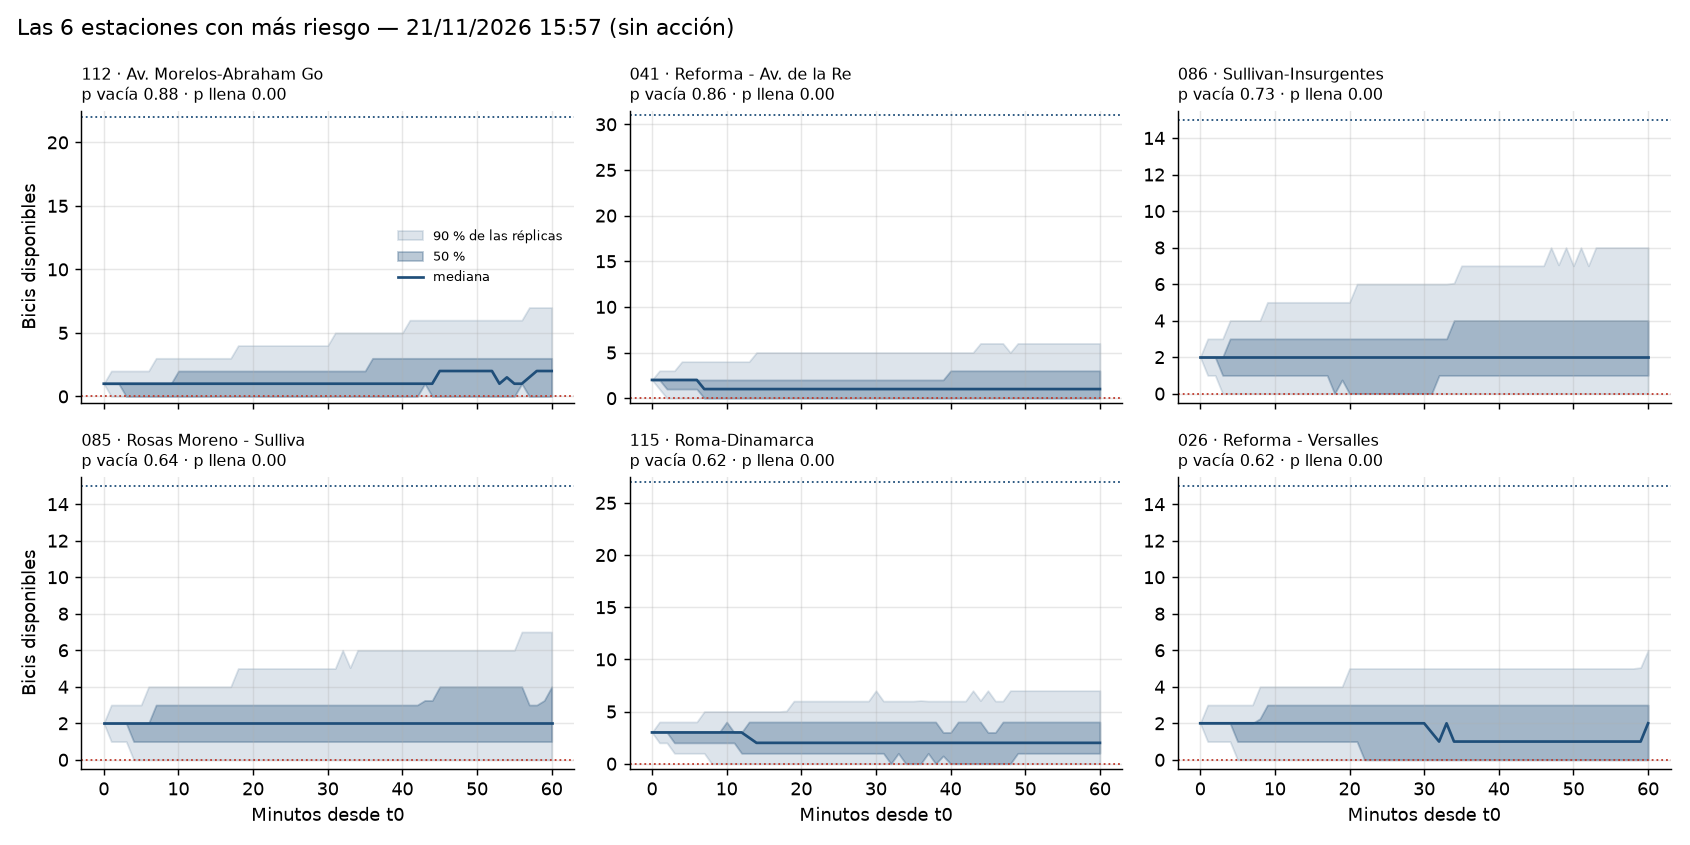 Las 6 estaciones con más riesgo — 21/11/2026 15:57 (sin acción)
112 · Av. Morelos-Abraham Go
p vacía 0.88 · p llena 0.00
20
15
10
5
0
Bicis disponibles
90 % de las réplicas
50 %
mediana
041 · Reforma - Av. de la Re
p vacía 0.86 · p llena 0.00
30
25
20
15
10
5
0
086 · Sullivan-Insurgentes
p vacía 0.73 · p llena 0.00
14
12
10
8
6
4
2
0
085 · Rosas Moreno - Sulliva
p vacía 0.64 · p llena 0.00
14
12
10
8
6
4
2
0
Bicis disponibles
0 10 20 30 40 50 60
Minutos desde t0
115 · Roma-Dinamarca
p vacía 0.62 · p llena 0.00
25
20
15
10
5
0
0 10 20 30 40 50 60
Minutos desde t0
026 · Reforma - Versalles
p vacía 0.62 · p llena 0.00
14
12
10
8
6
4
2
0
0 10 20 30 40 50 60
Minutos desde t0